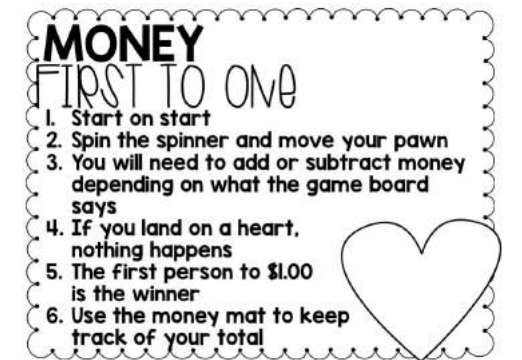 MONEY
FIRST TO ONE
1. Start on start
2. Spin the spinner and move your pawn
3. You will need to add or subtract money
depending on what the game board
says
4. If you land on a heart,
nothing happens
5. The first person to $1.00
is the winner
6. Use the money mat to keep
track of your total